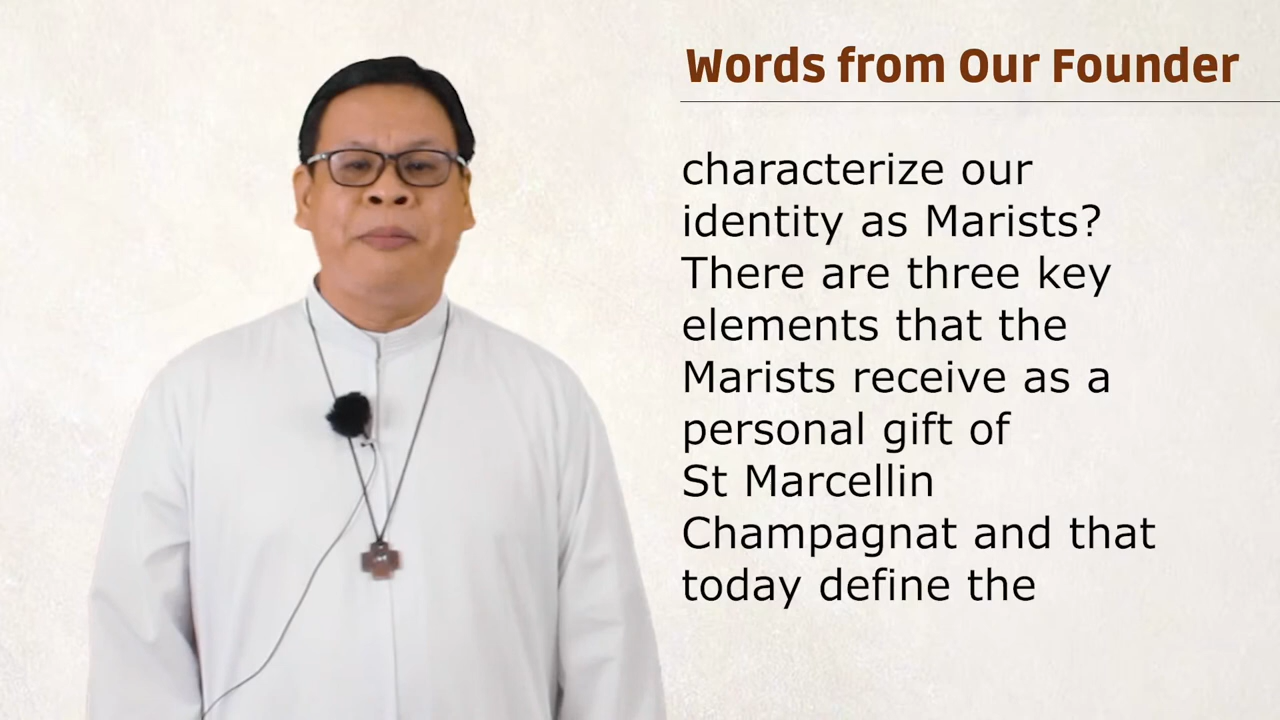 Words from Our Founder
characterize our
identity as Marists?
There are three key
elements that the
Marists receive as a
personal gift of
St Marcellin
Champagnat and that
today define the